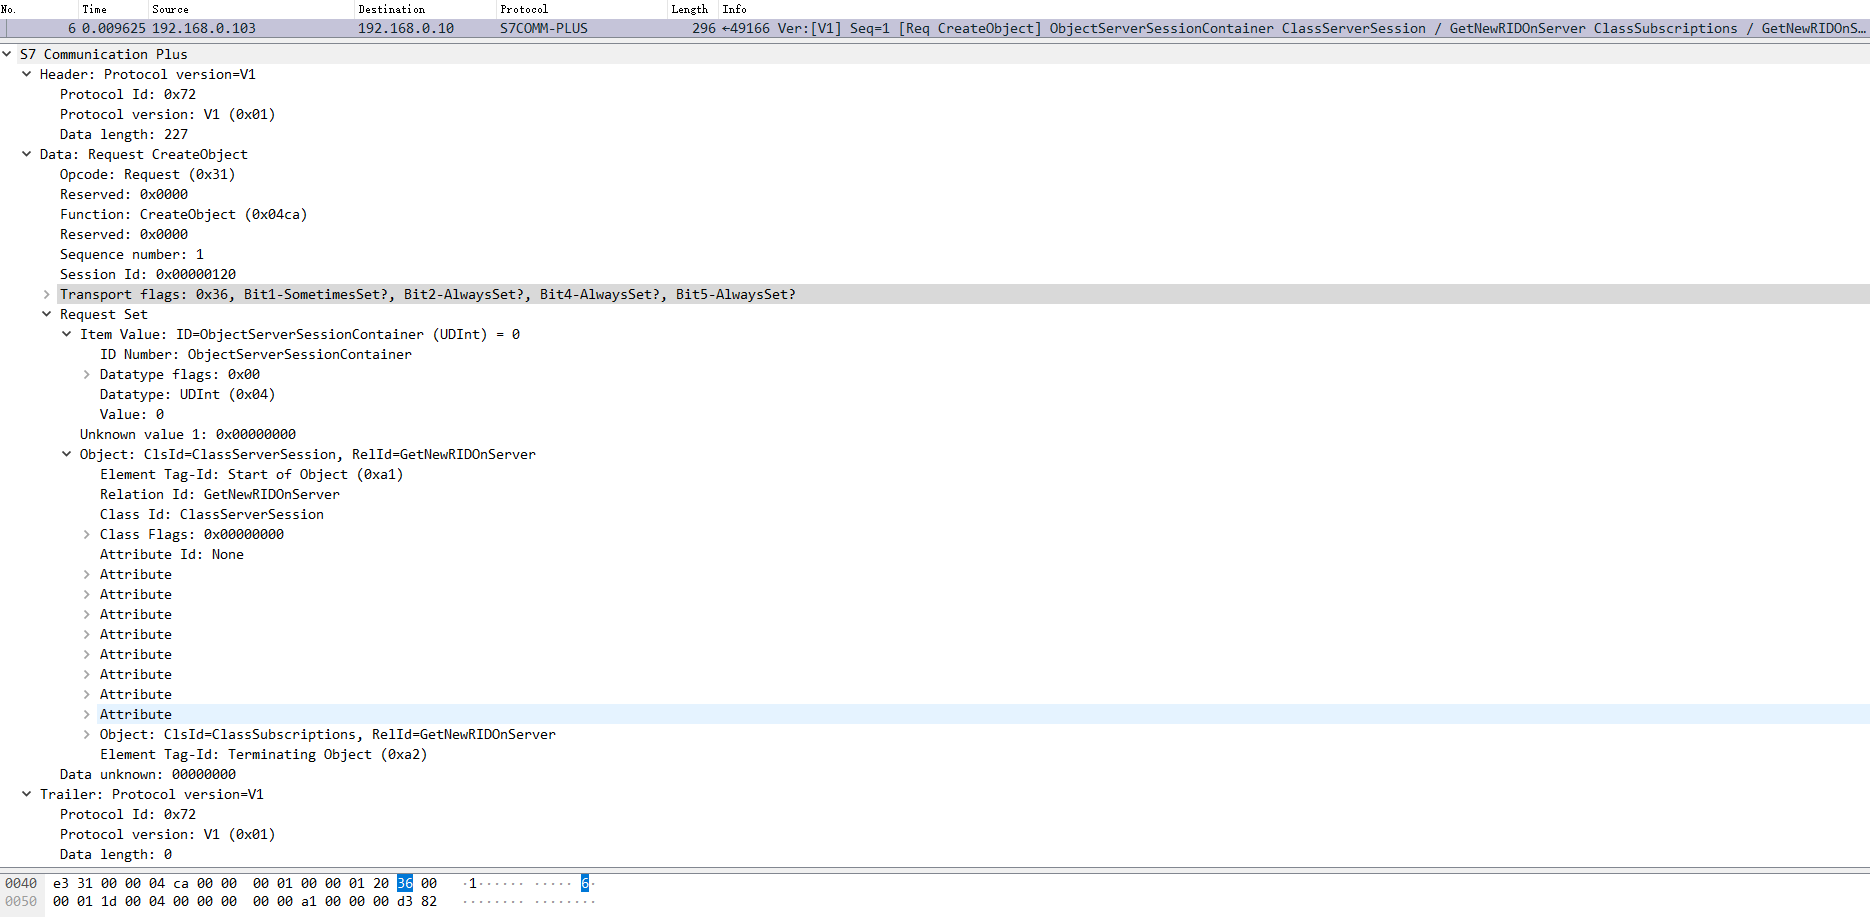 No. Time Source Destination Protocol Length Info
6 0.009625 192.168.0.103 192.168.0.10 S7COMM-PLUS 296 ←49166 Ver:[V1] Seq=1 [Req CreateObject] ObjectServerSessionContainer ClassServerSession / GetNewRIDOnServer ClassSubscriptions / GetNewRIDOnS…
S7 Communication Plus
Header: Protocol version=V1
Protocol Id: 0x72
Protocol version: V1 (0x01)
Data length: 227
Data: Request CreateObject
Opcode: Request (0x31)
Reserved: 0x0000
Function: CreateObject (0x04ca)
Reserved: 0x0000
Sequence number: 1
Session Id: 0x00000120
Transport flags: 0x36, Bit1-SometimesSet?, Bit2-AlwaysSet?, Bit4-AlwaysSet?, Bit5-AlwaysSet?
Request Set
Item Value: ID=ObjectServerSessionContainer (UDInt) = 0
ID Number: ObjectServerSessionContainer
Datatype flags: 0x00
Datatype: UDInt (0x04)
Value: 0
Unknown value 1: 0x00000000
Object: ClsId=ClassServerSession, RelId=GetNewRIDOnServer
Element Tag-Id: Start of Object (0xa1)
Relation Id: GetNewRIDOnServer
Class Id: ClassServerSession
Class Flags: 0x00000000
Attribute Id: None
Attribute
Attribute
Attribute
Attribute
Attribute
Attribute
Attribute
Attribute
Object: ClsId=ClassSubscriptions, RelId=GetNewRIDOnServer
Element Tag-Id: Terminating Object (0xa2)
Data unknown: 00000000
Trailer: Protocol version=V1
Protocol Id: 0x72
Protocol version: V1 (0x01)
Data length: 0
0040 e3 31 00 00 04 ca 00 00 00 01 00 00 01 20 36 00 ·1······ ····· 6·
0050 00 01 1d 00 04 00 00 00 00 00 a1 00 00 00 d3 82 ········ ········